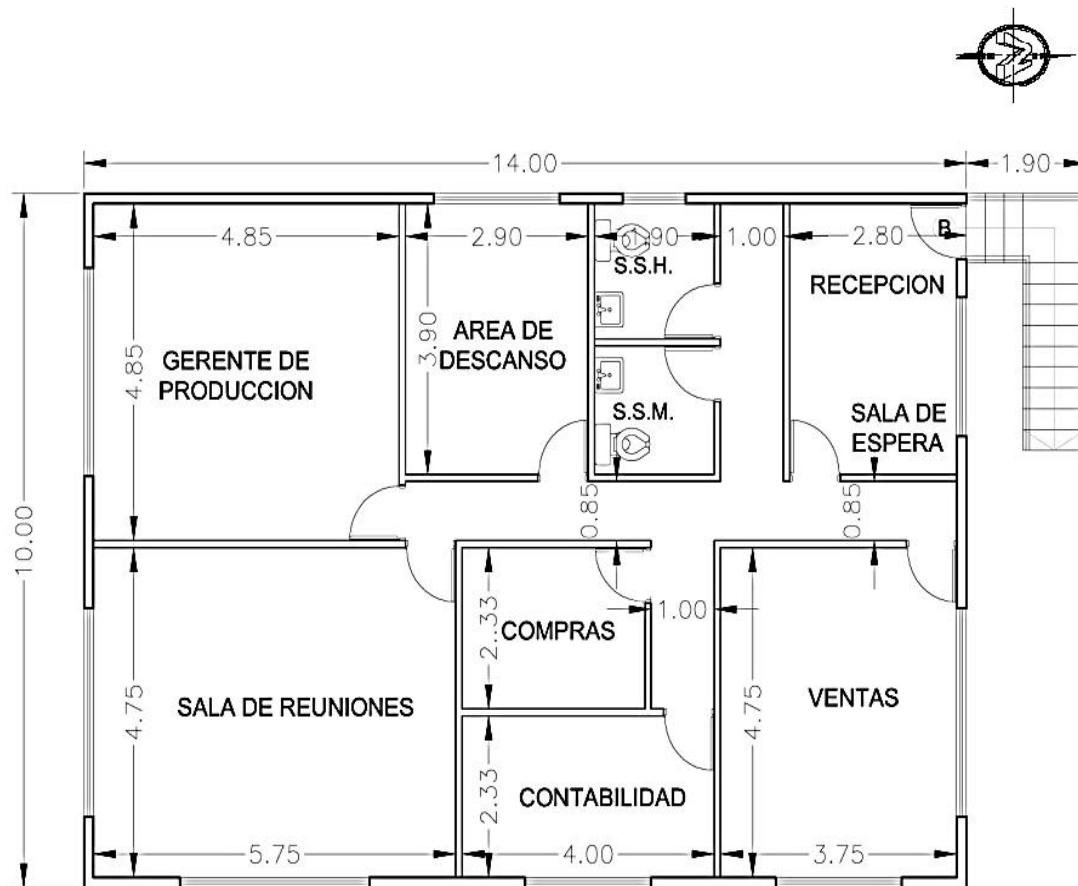 N
14.00
1.90
4.85
2.90
1.90
1.00
2.80
B
S.S.H.
RECEPCION
10.00
4.85
3.90
AREA DE
DESCANSO
GERENTE DE
PRODUCCION
S.S.M.
SALA DE
ESPERA
0.85
0.85
2..33
1.00
COMPRAS
4.75
4.75
SALA DE REUNIONES
VENTAS
2.33
CONTABILIDAD
5.75
4.00
3.75